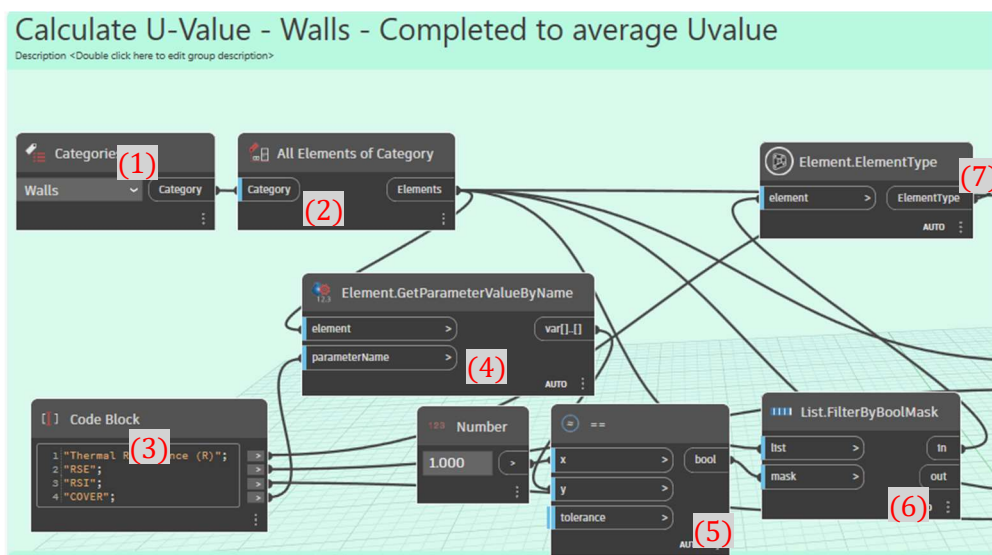 Calculate U-Value - Walls - Completed to average Uvalue
Description <Double click here to edit group description>
Categories
(1)
Walls
Category
All Elements of Category
Category
Elements
(2)
Element.ElementType
element >
ElementType
AUTO
(7)
Element.GetParameterValueByName
element >
var[]..[]
parameterName >
(4)
AUTO
[ ] Code Block
(3)
1 "Thermal R nce (R)"; >
2 "RSE"; >
3 "RSI"; >
4 "COVER"; >
123 Number
1.000 >
= ==
x >
bool
y >
tolerance >
(5)
List.FilterByBoolMask
list >
in
mask >
out
(6)